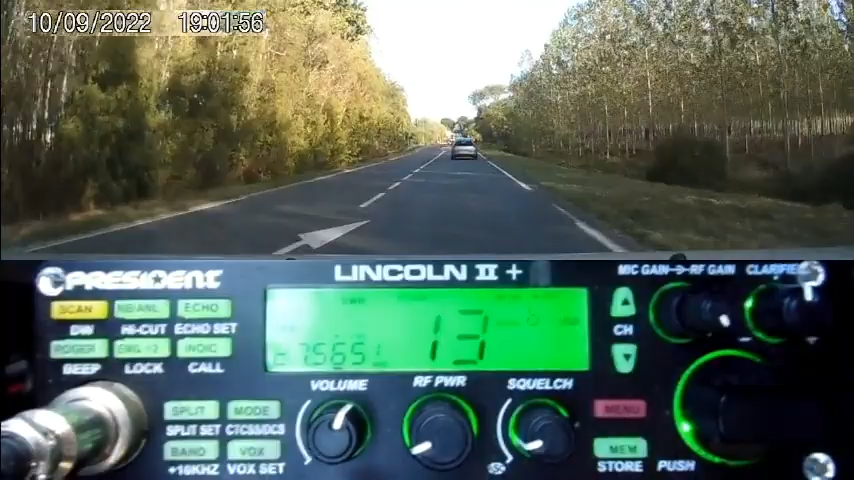 10/09/2022 19:01:56
PRESIDENT LINCOLN II + MIC GAIN RF GAIN CLARIFIER
SCAN NB/ANL ECHO
DW HI-CUT ECHO SET
ROGER INDIC
BEEP LOCK CALL
13
CH
VOLUME RF PWR SQUELCH
SPLIT MODE MENU
SPLIT SET CTCSS/DCS
BAND VOX MEM
+10KHZ VOX SET STORE PUSH